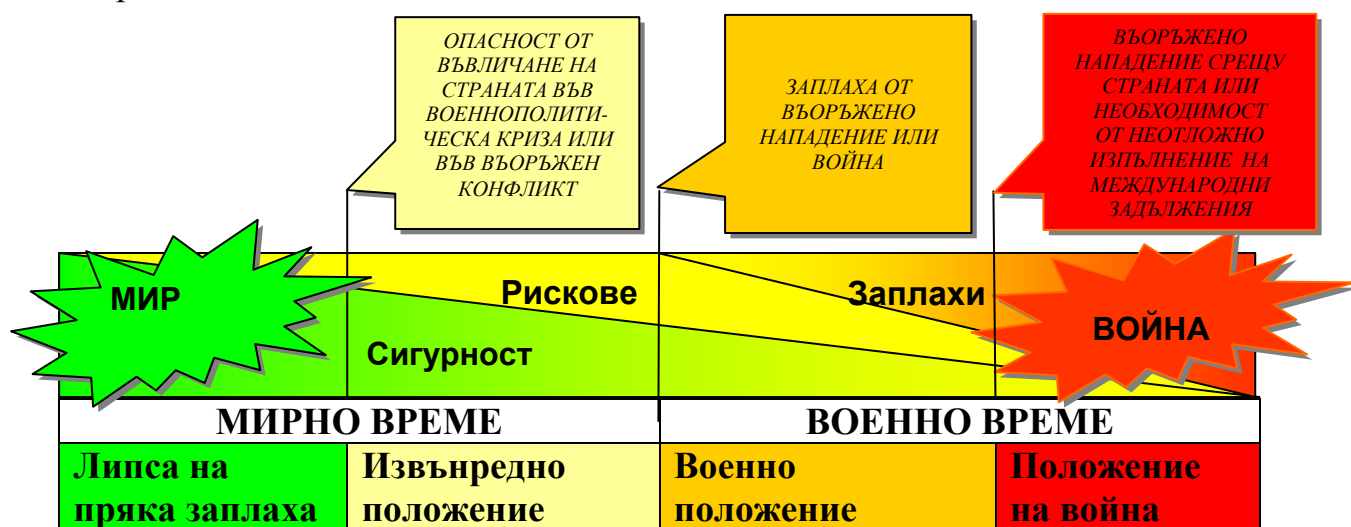 ОПАСНОСТ ОТ
ВЪВЛИЧАНЕ НА
СТРАНАТА ВЪВ
ВОЕННОПОЛИТИ-
ЧЕСКА КРИЗА ИЛИ
ВЪВ ВЪОРЪЖЕН
КОНФЛИКТ
ЗАПЛАХА ОТ
ВЪОРЪЖЕНО
НАПАДЕНИЕ ИЛИ
ВОЙНА
ВЪОРЪЖЕНО
НАПАДЕНИЕ СРЕЩУ
СТРАНАТА ИЛИ
НЕОБХОДИМОСТ
ОТ НЕОТЛОЖНО
ИЗПЪЛНЕНИЕ НА
МЕЖДУНАРОДНИ
ЗАДЪЛЖЕНИЯ
МИР
Рискове
Заплахи
ВОЙНА
Сигурност
МИРНО ВРЕМЕ
ВОЕННО ВРЕМЕ
Липса на
пряка заплаха
Извънредно
положение
Военно
положение
Положение
на война